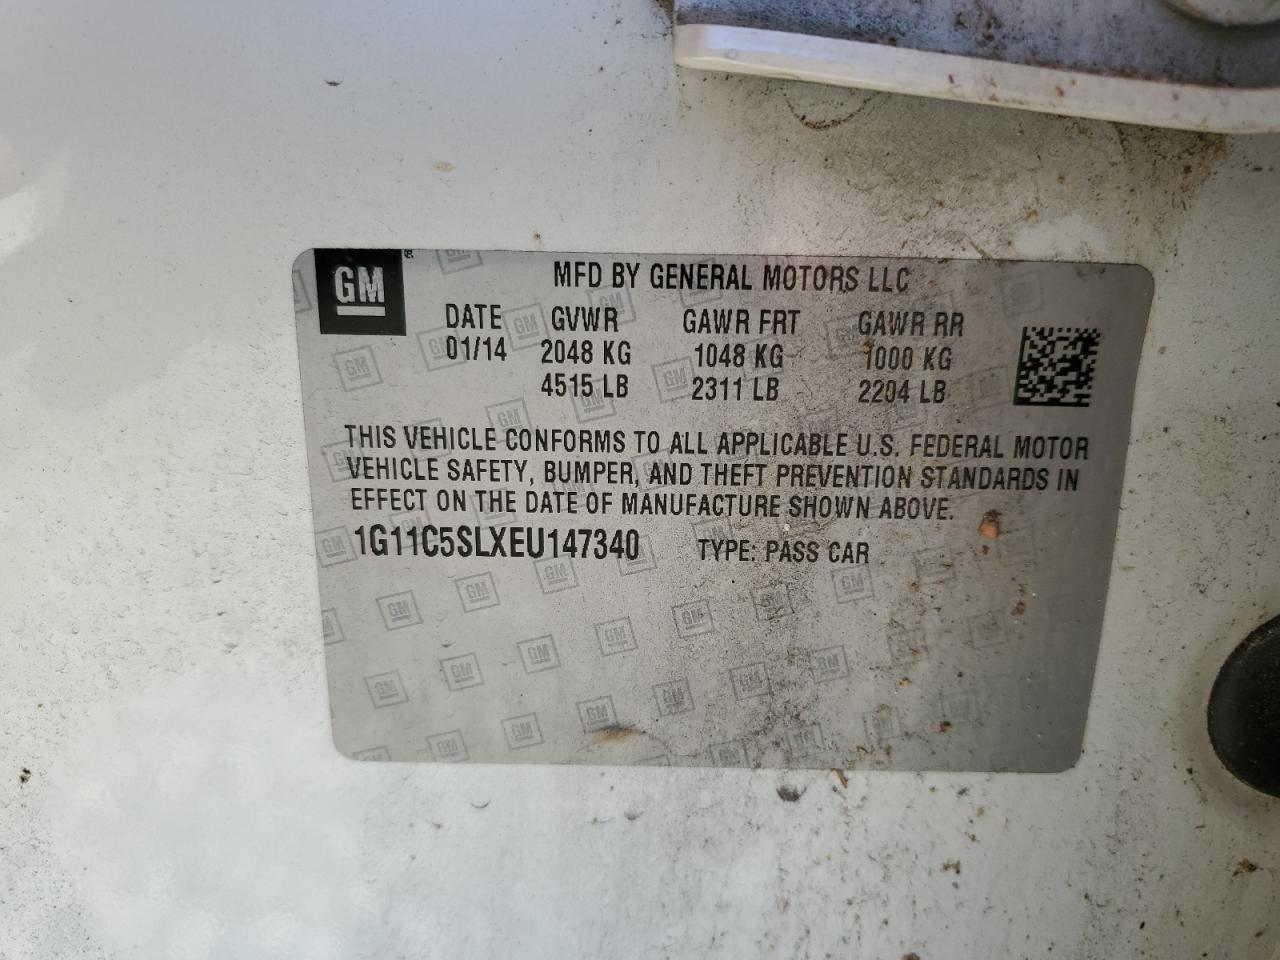 GM
MFD BY GENERAL MOTORS LLC
DATE GVWR GAWR FRT GAWR RR
01/14 2048 KG 1048 KG 1000 KG
4515 LB 2311 LB 2204 LB
THIS VEHICLE CONFORMS TO ALL APPLICABLE U.S. FEDERAL MOTOR
VEHICLE SAFETY, BUMPER, AND THEFT PREVENTION STANDARDS IN
EFFECT ON THE DATE OF MANUFACTURE SHOWN ABOVE.
1G11C5SLXEU147340 TYPE: PASS CAR